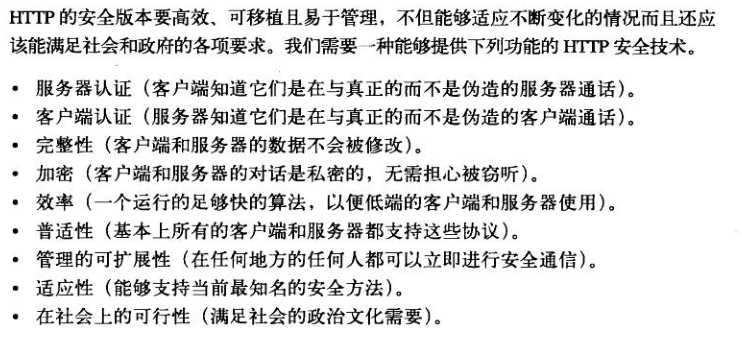 HTTP 的安全版本要高效、可移植且易于管理，不但能够适应不断变化的情况而且还应
该能满足社会和政府的各项要求。我们需要一种能够提供下列功能的 HTTP 安全技术。
• 服务器认证（客户端知道它们是在与真正的而不是伪造的服务器通话）。
• 客户端认证（服务器知道它们是在与真正的而不是伪造的客户端通话）。
• 完整性（客户端和服务器的数据不会被修改）。
• 加密（客户端和服务器的对话是私密的，无需担心被窃听）。
• 效率（一个运行的足够快的算法，以便低端的客户端和服务器使用）。
• 普适性（基本上所有的客户端和服务器都支持这些协议）。
• 管理的可扩展性（在任何地方的任何人都可以立即进行安全通信）。
• 适应性（能够支持当前最知名的安全方法）。
• 在社会上的可行性（满足社会的政治文化需要）。